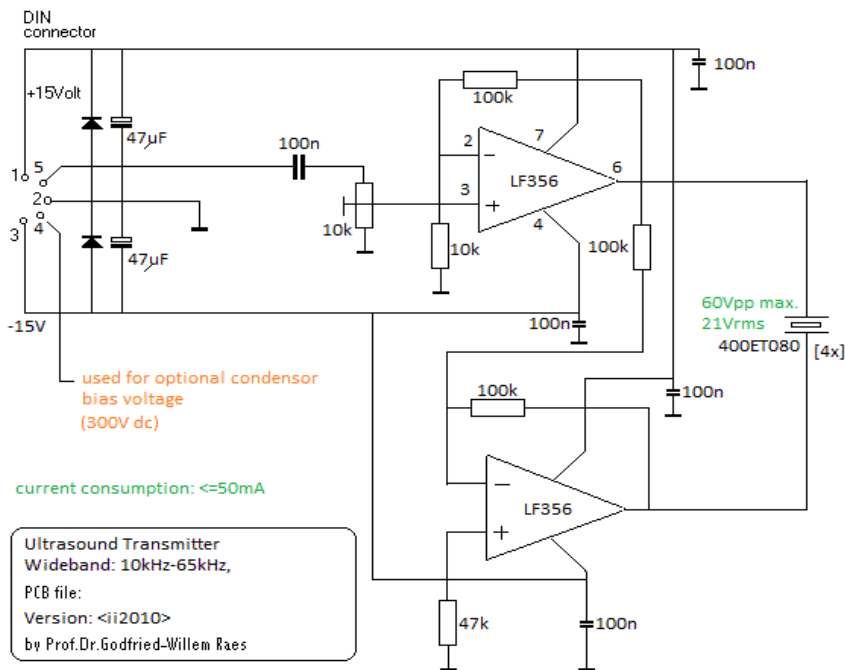 DIN
connector
+15Volt
47µF
100n
1
5
2
4
3
47µF
-15V
10k
100k
2
7
6
LF356
3
4
10k
100k
100n
100n
60Vpp max.
21Vrms
400ET080
[4x]
used for optional condensor
bias voltage
(300V dc)
100k
100n
LF356
current consumption: <=50mA
47k
100n
Ultrasound Transmitter
Wideband: 10kHz-65kHz,
PCB file:
Version: <ii2010>
by Prof.Dr.Godfried-Willem Raes